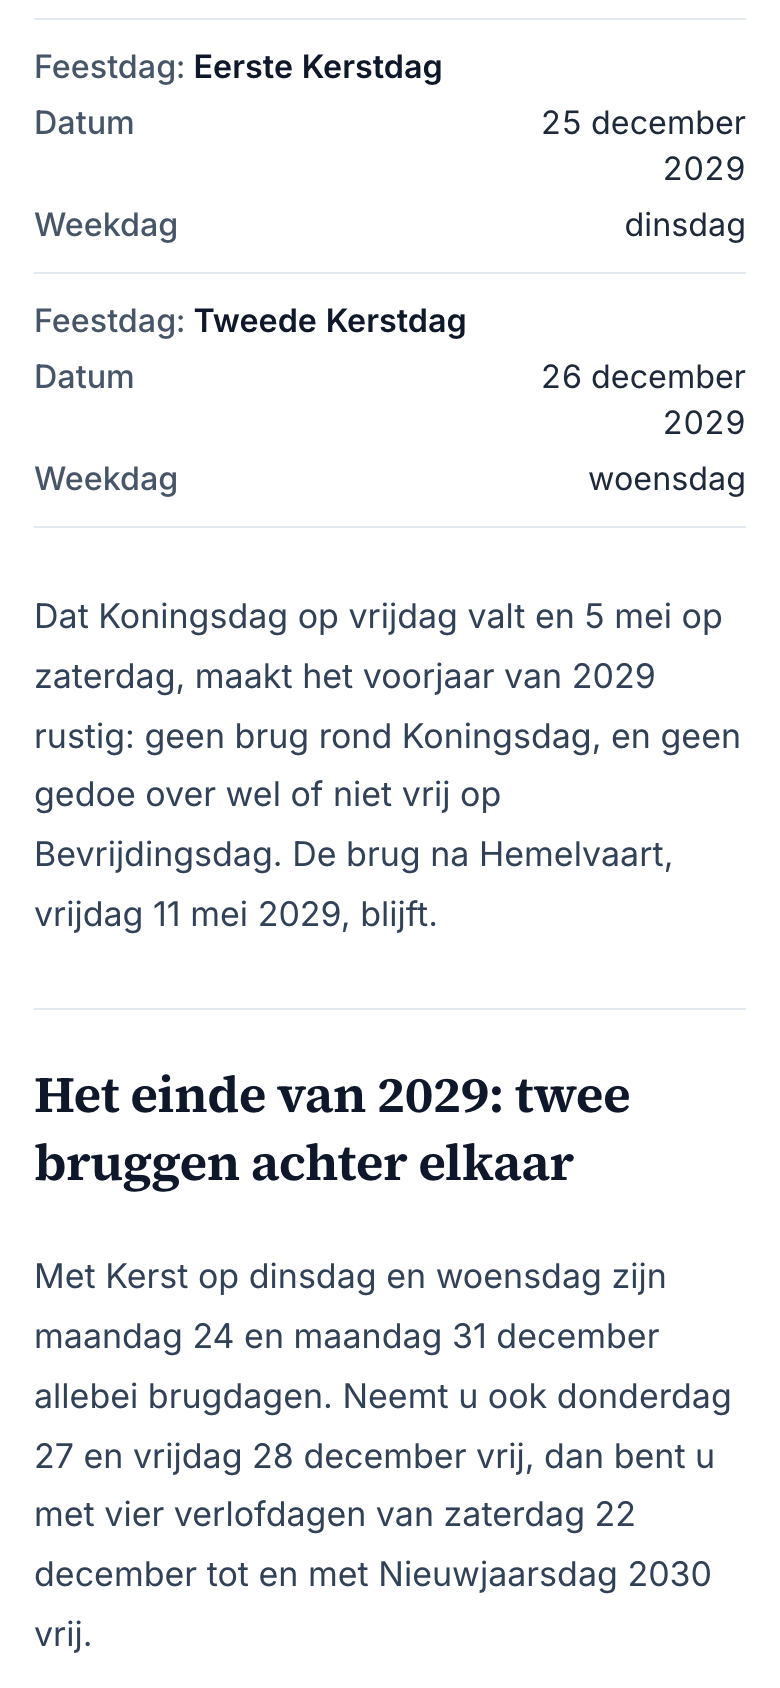 Feestdag: Eerste Kerstdag
Datum 25 december
2029
Weekdag dinsdag
Feestdag: Tweede Kerstdag
Datum 26 december
2029
Weekdag woensdag
Dat Koningsdag op vrijdag valt en 5 mei op
zaterdag, maakt het voorjaar van 2029
rustig: geen brug rond Koningsdag, en geen
gedoe over wel of niet vrij op
Bevrijdingsdag. De brug na Hemelvaart,
vrijdag 11 mei 2029, blijft.
Het einde van 2029: twee
bruggen achter elkaar
Met Kerst op dinsdag en woensdag zijn
maandag 24 en maandag 31 december
allebei brugdagen. Neemt u ook donderdag
27 en vrijdag 28 december vrij, dan bent u
met vier verlofdagen van zaterdag 22
december tot en met Nieuwjaarsdag 2030
vrij.